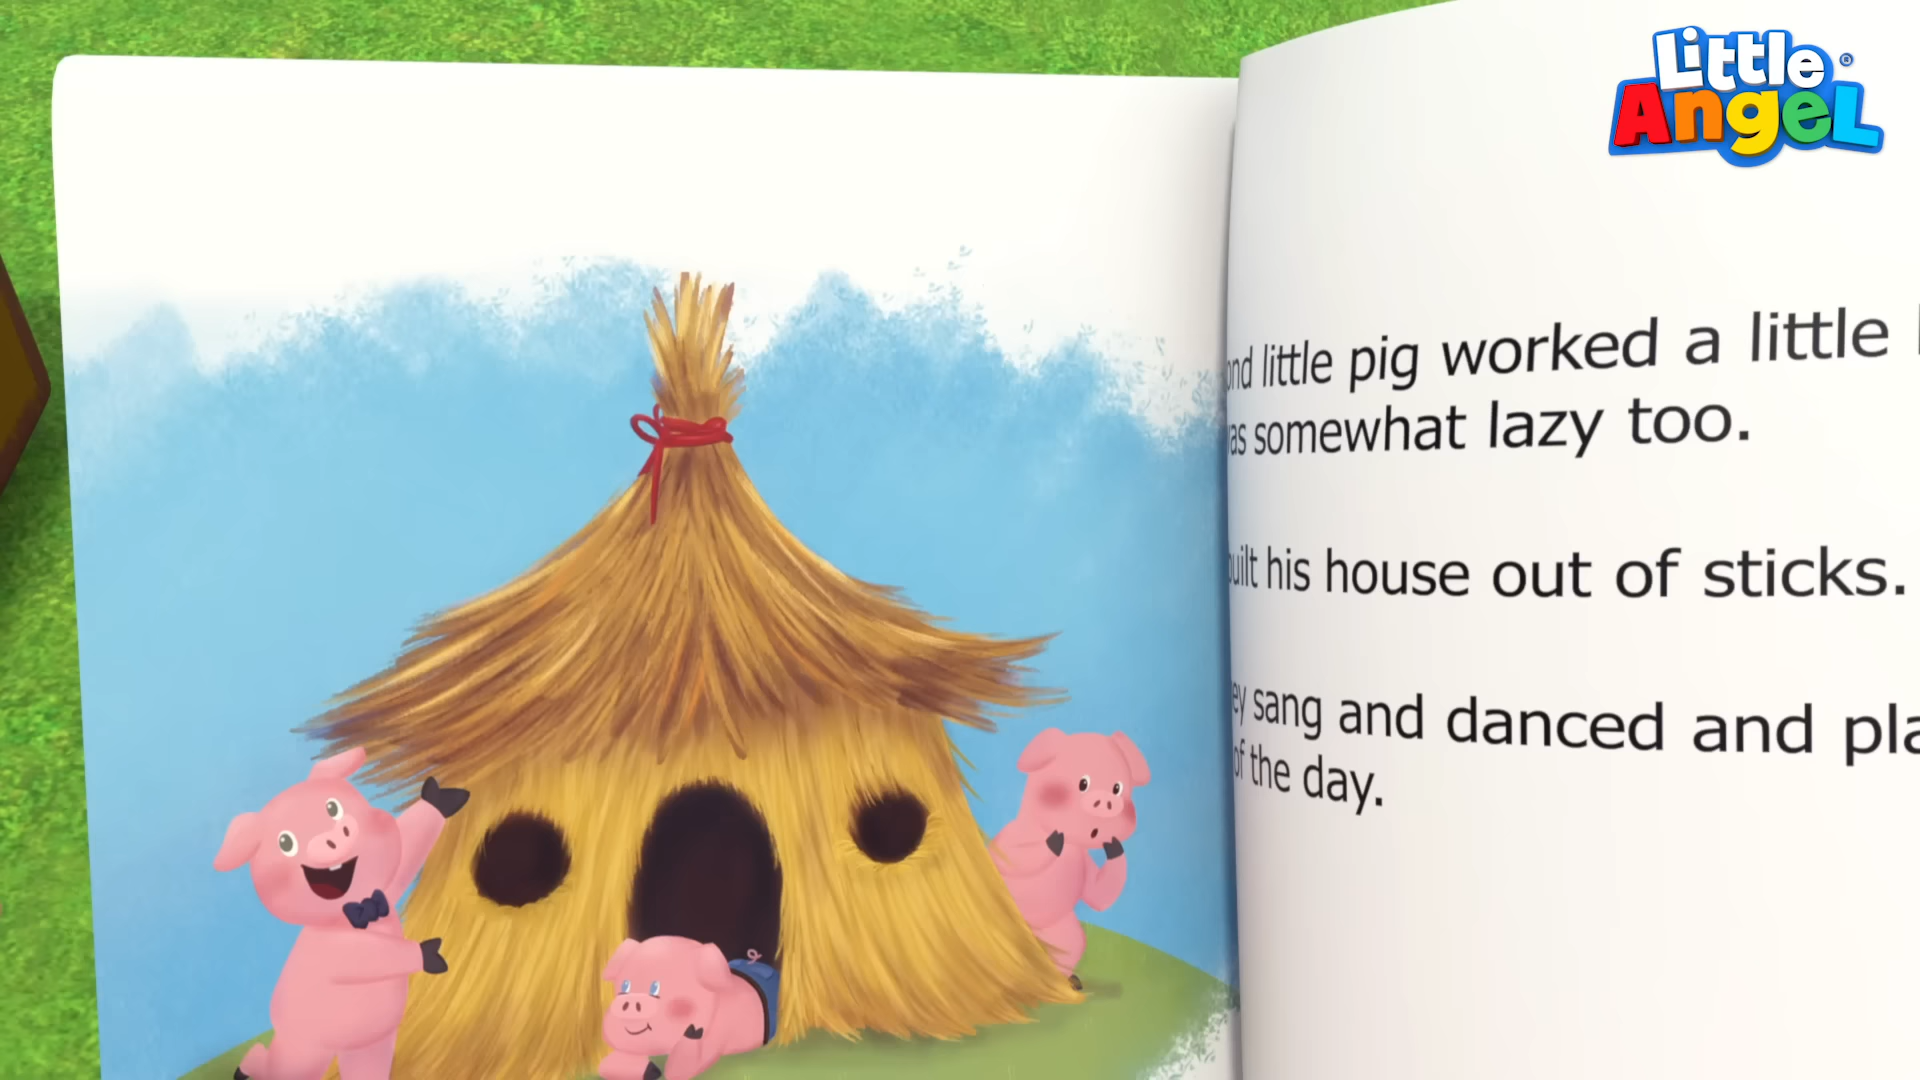 Little
Angel
little pig worked a little
somewhat lazy too.
his house out of sticks.
sang and danced and
of the day.